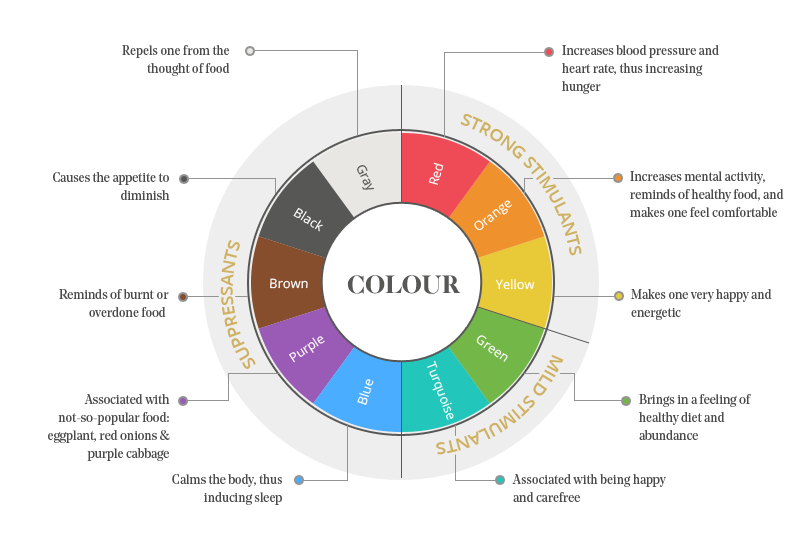 Repels one from the
thought of food
Increases blood pressure and
heart rate, thus increasing
hunger
STRONG STIMULANTS
Causes the appetite to
diminish
Increases mental activity,
reminds of healthy food, and
makes one feel comfortable
Gray
Red
Black
Orange
SUPPRESSANTS
Brown
COLOUR
Yellow
Reminds of burnt or
overdone food
Makes one very happy and
energetic
Purple
Green
Blue
Turquoise
MILD STIMULANTS
Associated with
not-so-popular food:
eggplant, red onions &
purple cabbage
Brings in a feeling of
healthy diet and
abundance
Calms the body, thus
inducing sleep
Associated with being happy
and carefree